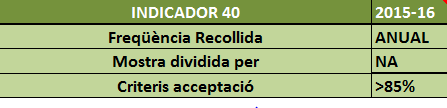 INDICADOR 40 2015-16
Freqüència Recollida ANUAL
Mostra dividida per NA
Criteris acceptació >85%